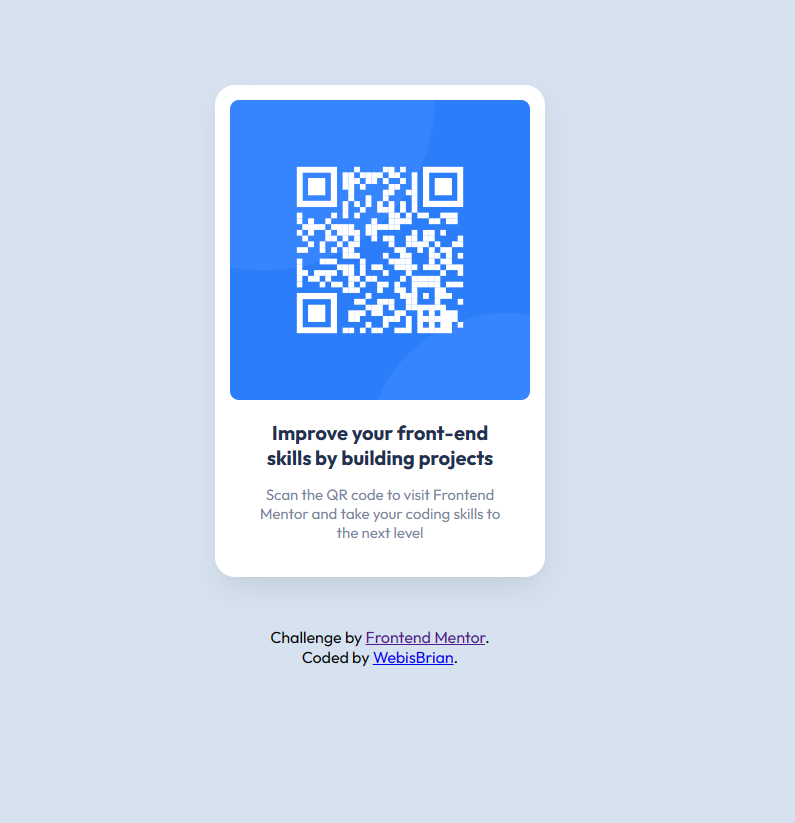 Improve your front-end
skills by building projects
Scan the QR code to visit Frontend
Mentor and take your coding skills to
the next level
Challenge by Frontend Mentor.
Coded by WebisBrian.